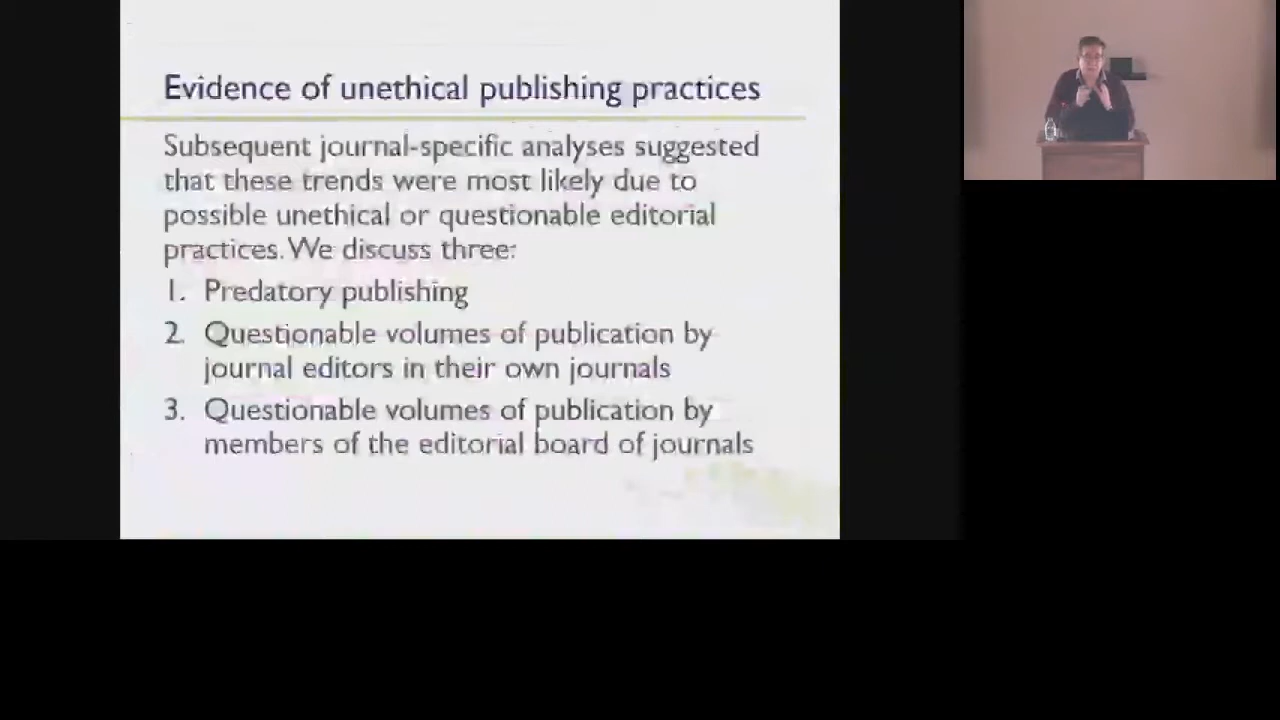 Evidence of unethical publishing practices
Subsequent journal-specific analyses suggested
that these trends were most likely due to
possible unethical or questionable editorial
practices. We discuss three:
1. Predatory publishing
2. Questionable volumes of publication by
journal editors in their own journals
3. Questionable volumes of publication by
members of the editorial board of journals